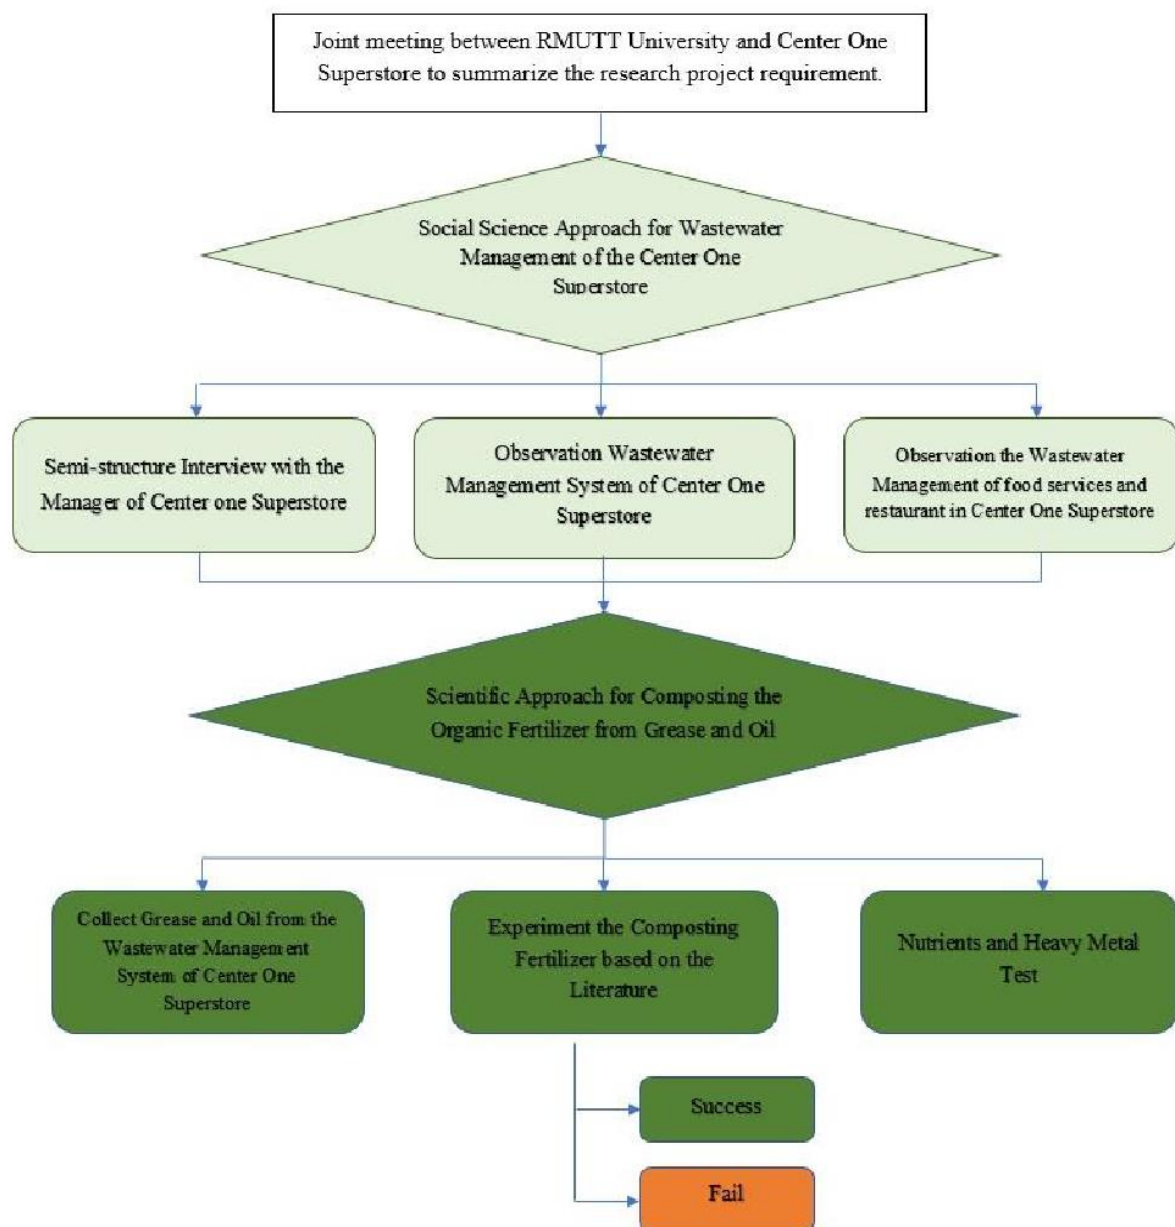 Joint meeting between RMUTT University and Center One
Superstore to summarize the research project requirement.
Social Science Approach for Wastewater
Management of the Center One
Superstore
Semi-structure Interview with the
Manager of Center one Superstore
Observation Wastewater
Management System of Center One
Superstore
Observation the Wastewater
Management of food services and
restaurant in Center One Superstore
Scientific Approach for Composting the
Organic Fertilizer from Grease and Oil
Collect Grease and Oil from the
Wastewater Management
System of Center One
Superstore
Experiment the Composting
Fertilizer based on the
Literature
Nutrients and Heavy Metal
Test
Success
Fail